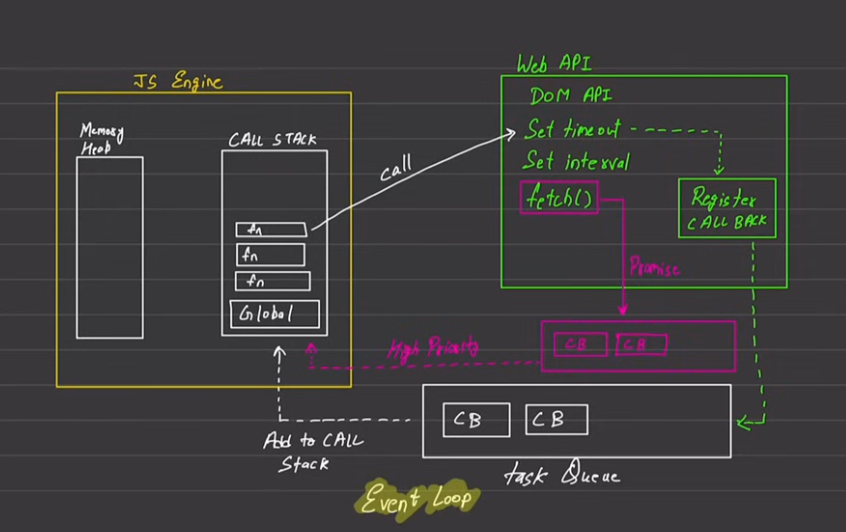 JS Engine
Memory
Heap
CALL STACK
fn
fn
fn
Global
call
Web API
DOM API
Set timeout
Set interval
fetch()
Register
CALL BACK
Promise
CB
CB
High Priority
CB
CB
Add to CALL
Stack
task Queue
Event Loop